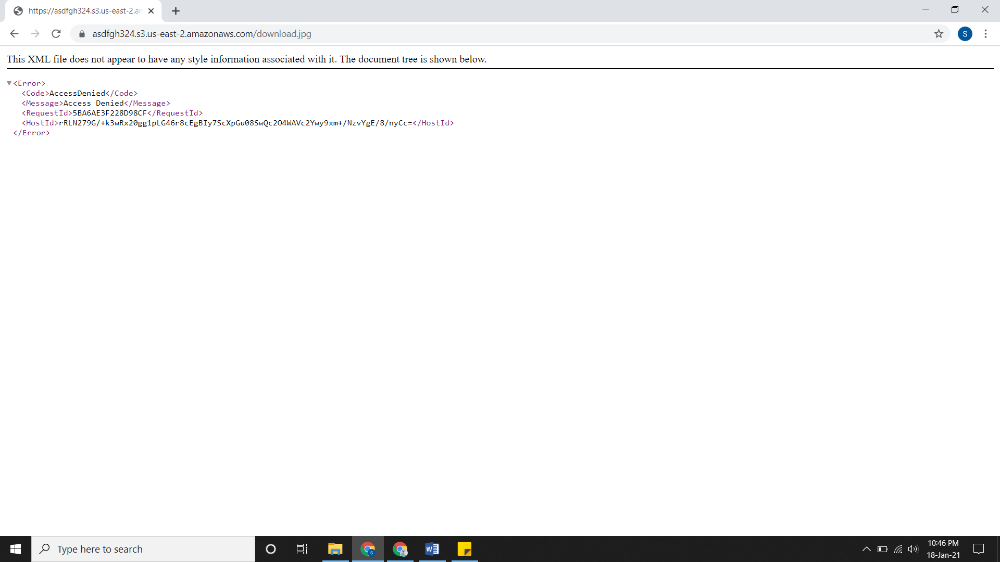 https://asdfgh324.s3.us-east-2.an
asdfgh324.s3.us-east-2.amazonaws.com/download.jpg
S
This XML file does not appear to have any style information associated with it. The document tree is shown below.
▼<Error>
<Code>AccessDenied</Code>
<Message>Access Denied</Message>
<RequestId>5BA6AE3F228D98CF</RequestId>
<HostId>rRLN279G/+k3wRx20gg1pLG46r8cEgBIy7ScXpGu08SwQc2O4WAVc2Ywy9xm+/NzvYgE/8/nyCc=</HostId>
</Error>
Type here to search
10:46 PM
18-Jan-21